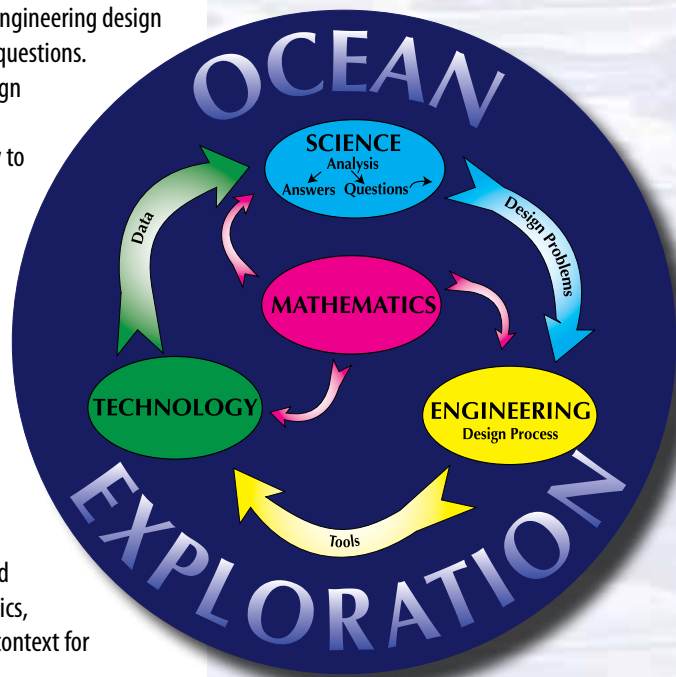 ngineering design
questions.
gn
to
d
ics,
context for
OCEAN
SCIENCE
Analysis
Answers Questions
Data
Design Problems
MATHEMATICS
TECHNOLOGY
ENGINEERING
Design Process
Tools
EXPLORATION